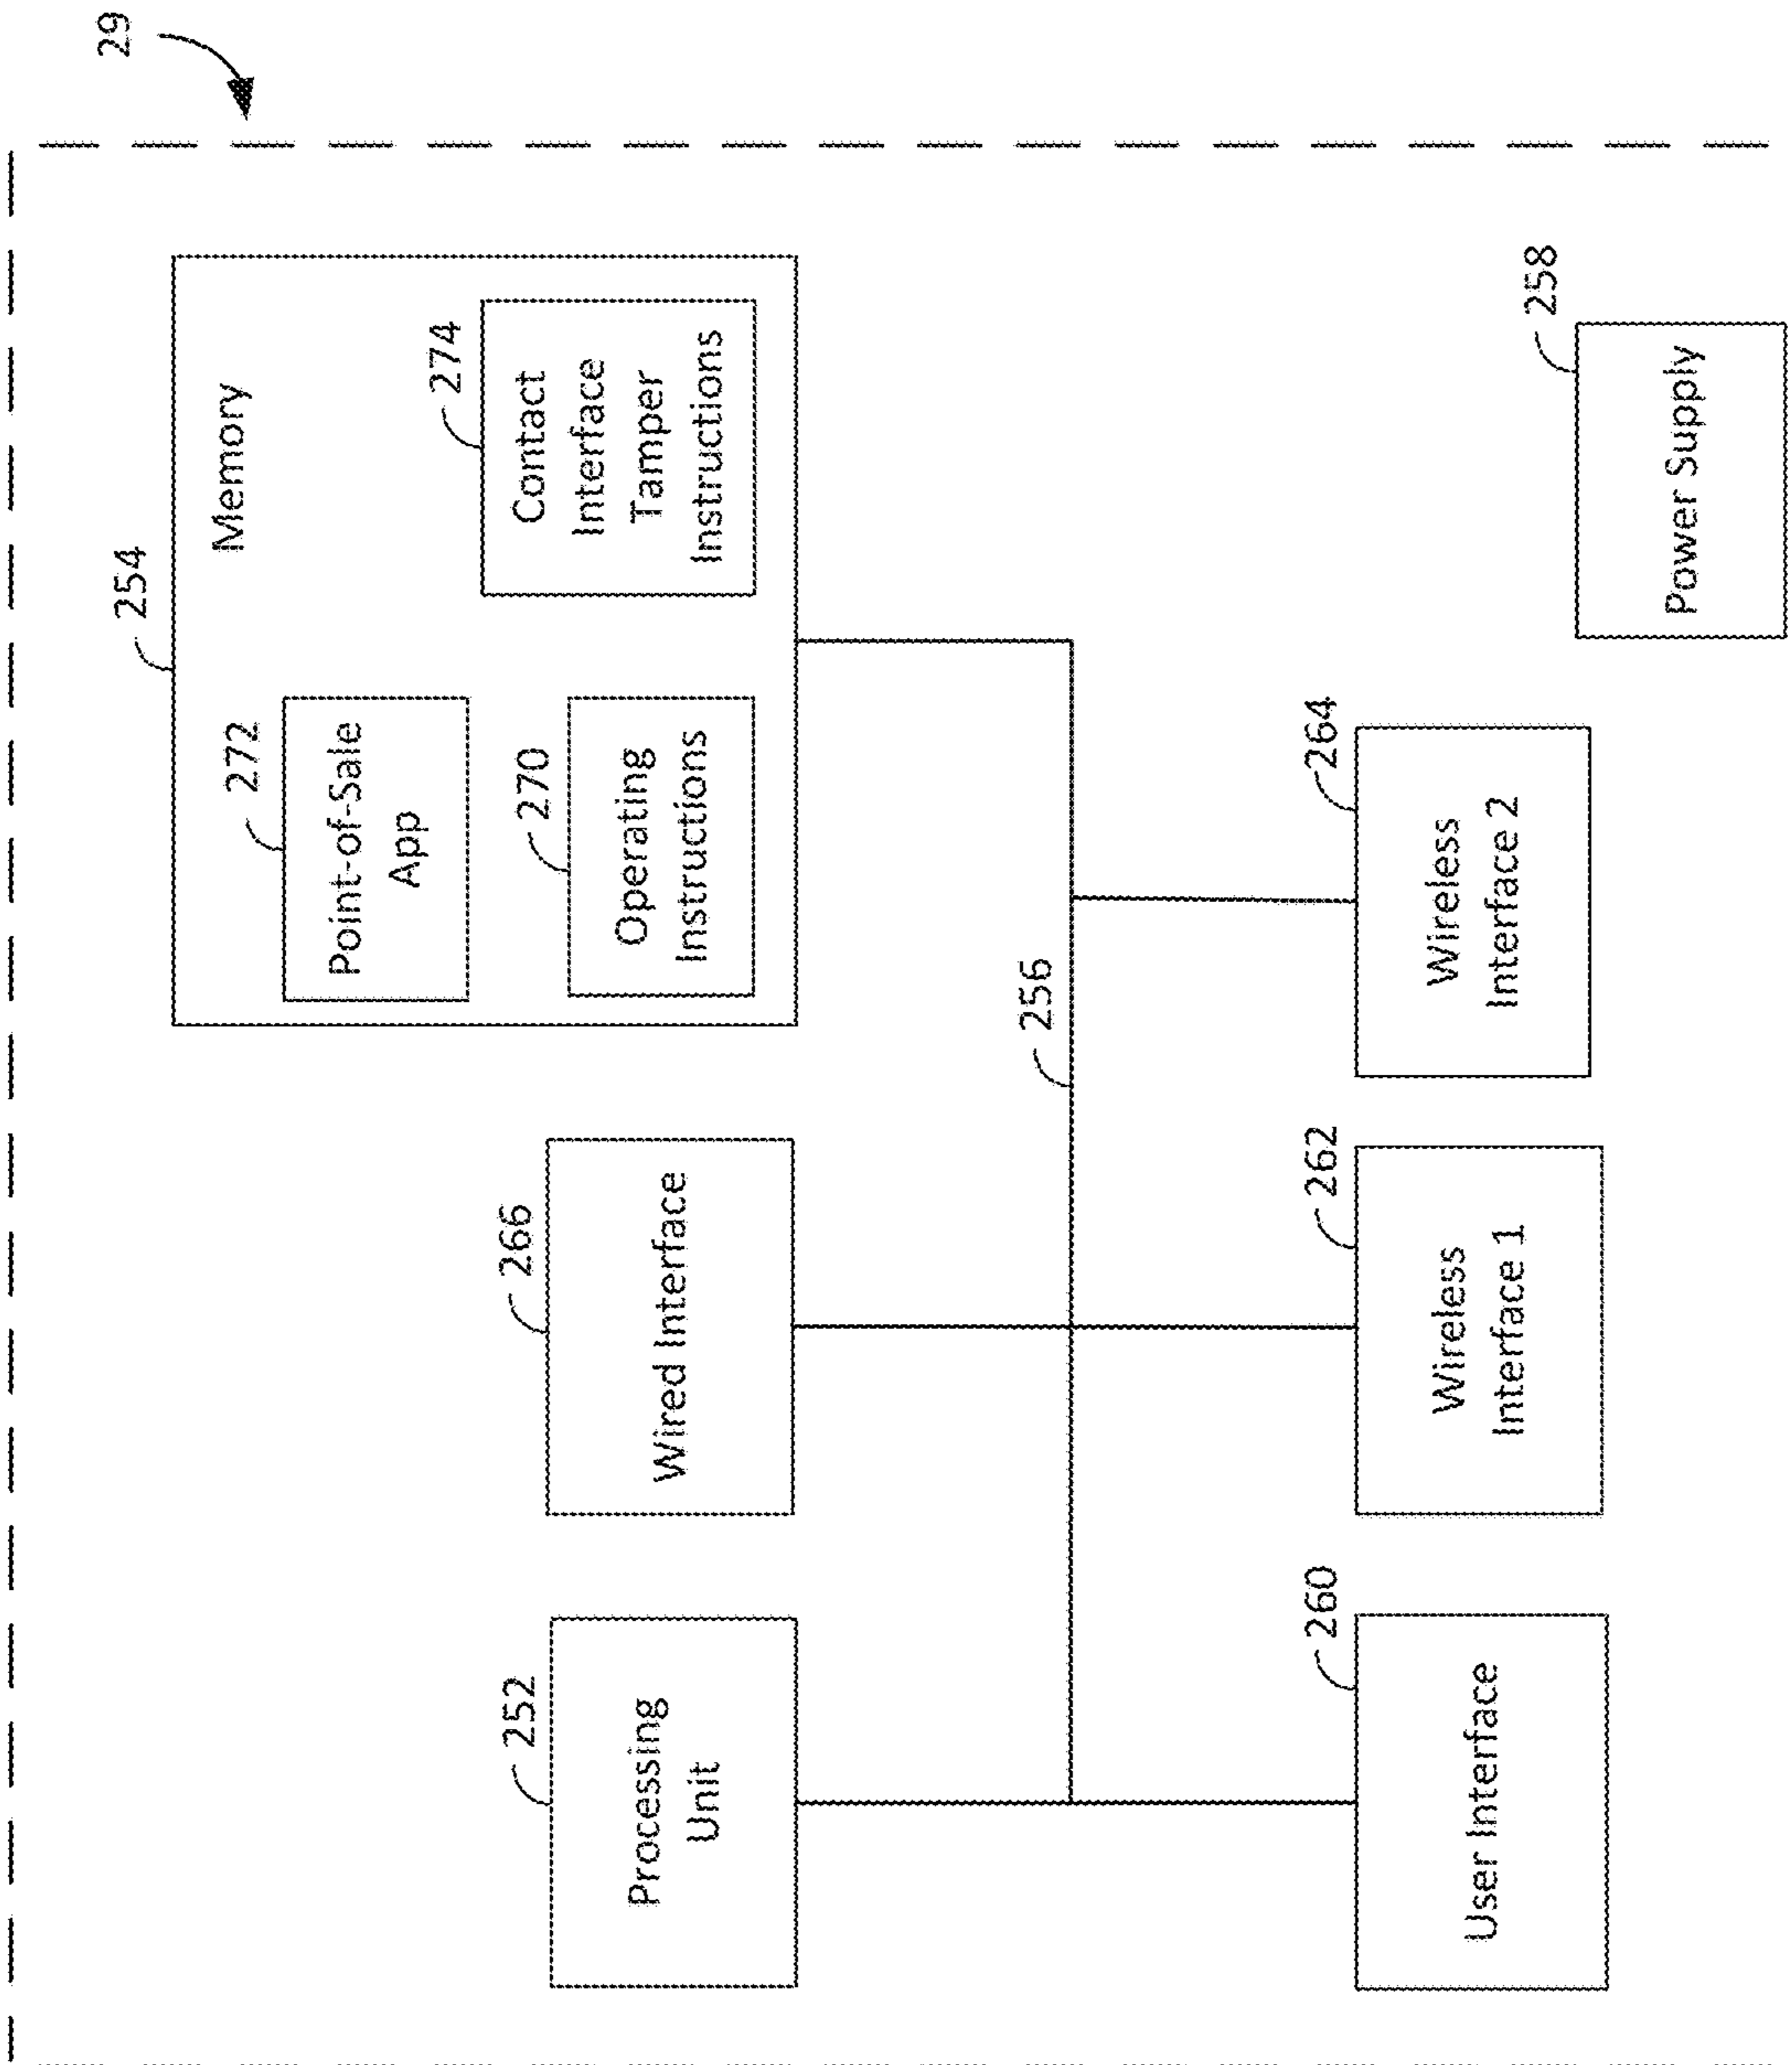 29
254
Memory
272
Point-of-Sale
App
274
Contact
Interface
Tamper
Instructions
270
Operating
Instructions
252
Processing
Unit
266
Wired Interface
256
260
User Interface
262
Wireless
Interface 1
264
Wireless
Interface 2
258
Power Supply